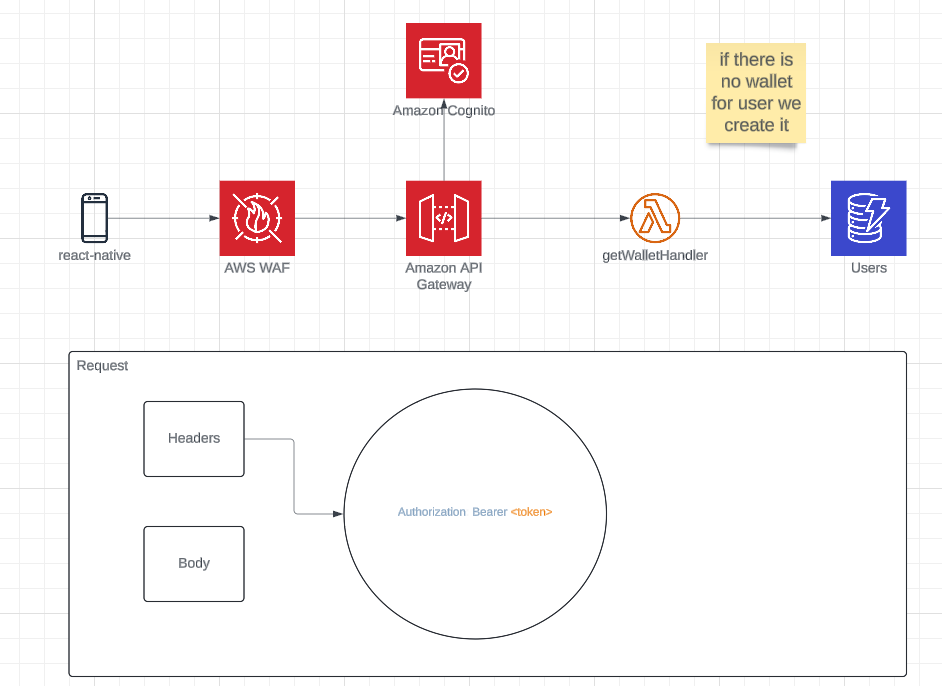 Amazon Cognito
if there is
no wallet
for user we
create it
react-native
AWS WAF
Amazon API
Gateway
getWalletHandler
Users
Request
Headers
Authorization Bearer <token>
Body